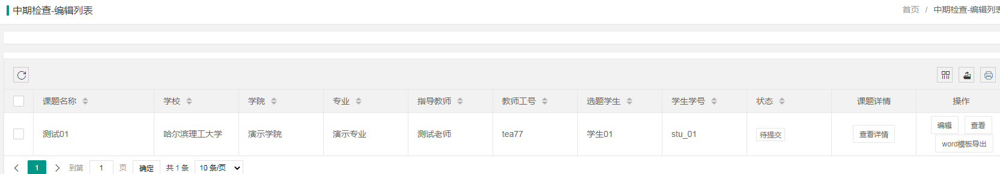 中期检查-编辑列表
首页 / 中期检查-编辑列表
课题名称 学校 学院 专业 指导教师 教师工号 选题学生 学生学号 状态 课题详情 操作
测试01 哈尔滨理工大学 演示学院 演示专业 测试老师 tea77 学生01 stu_01 待提交 查看详情 编辑 查看
word模板导出
1 到第 1 页 确定 共 1 条 10 条/页